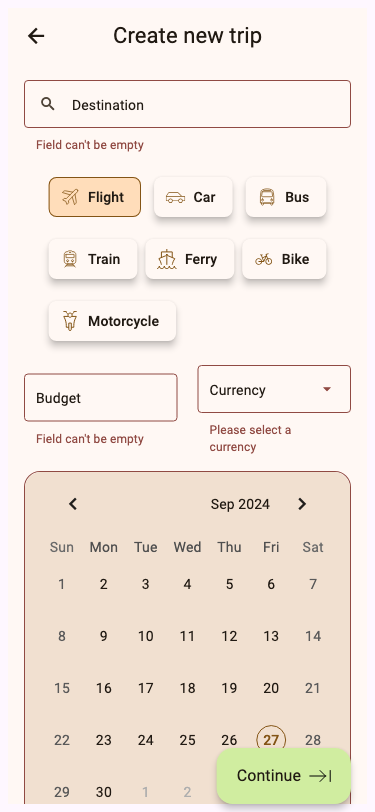 Create new trip
Destination
Field can't be empty
Flight Car Bus
Train Ferry Bike
Motorcycle
Budget Currency
Field can't be empty Please select a
currency
Sep 2024
Sun Mon Tue Wed Thu Fri Sat
1 2 3 4 5 6 7
8 9 10 11 12 13 14
15 16 17 18 19 20 21
22 23 24 25 26 27 28
29 30 1 2
Continue